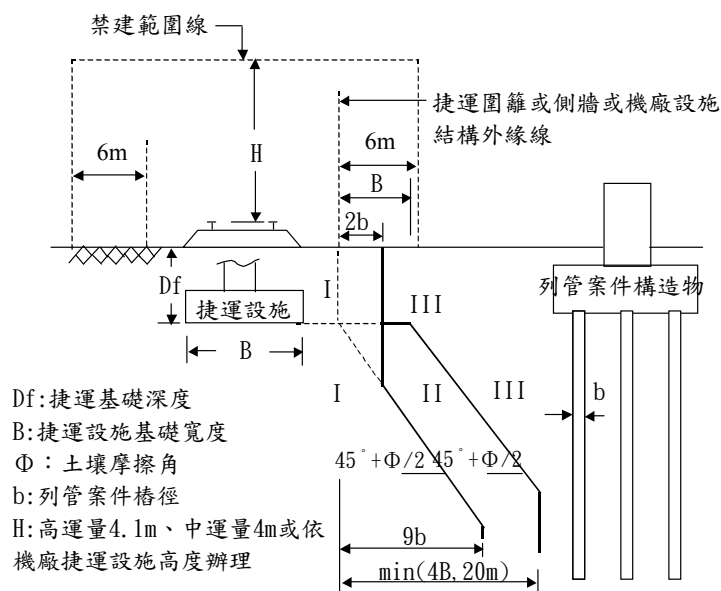 禁建範圍線
捷運圍籬或側牆或機廠設施
結構外緣線
6m
H
6m
B
2b
Df
I
捷運設施
III
列管案件構造物
B
I
II
III
b
Df:捷運基礎深度
B:捷運設施基礎寬度
Φ：土壤摩擦角
b:列管案件樁徑
H:高運量4.1m、中運量4m或依
機廠捷運設施高度辦理
45°+Φ/2 45°+Φ/2
9b
min(4B,20m)